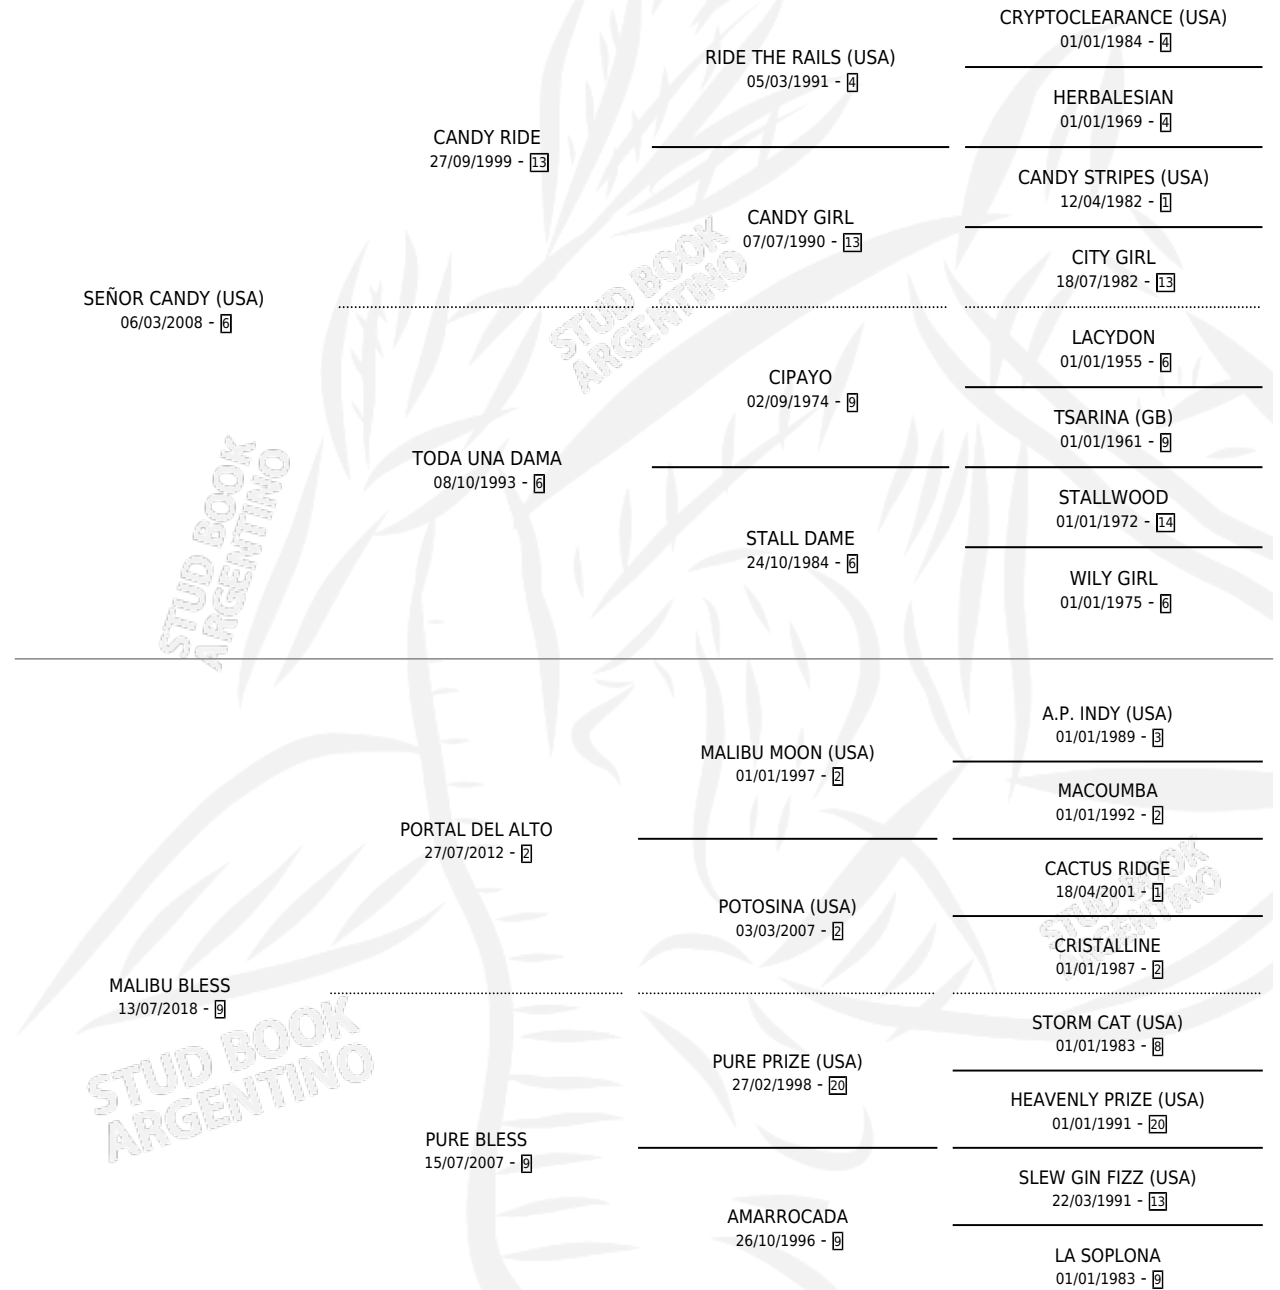 CRYPTOCLEARANCE (USA)
01/01/1984 - 4
RIDE THE RAILS (USA)
05/03/1991 - 4
HERBALESIAN
01/01/1969 - 4
CANDY RIDE
27/09/1999 - 13
CANDY STRIPES (USA)
12/04/1982 - 1
CANDY GIRL
07/07/1990 - 13
CITY GIRL
18/07/1982 - 13
SEÑOR CANDY (USA)
06/03/2008 - 6
LACYDON
01/01/1955 - 6
CIPAYO
02/09/1974 - 9
TSARINA (GB)
01/01/1961 - 9
TODA UNA DAMA
08/10/1993 - 6
STALLWOOD
01/01/1972 - 14
STALL DAME
24/10/1984 - 6
WILY GIRL
01/01/1975 - 6
A.P. INDY (USA)
01/01/1989 - 3
MALIBU MOON (USA)
01/01/1997 - 2
MACOUMBA
01/01/1992 - 2
PORTAL DEL ALTO
27/07/2012 - 2
CACTUS RIDGE
18/04/2001 - 1
POTOSINA (USA)
03/03/2007 - 2
CRISTALLINE
01/01/1987 - 2
MALIBU BLESS
13/07/2018 - 9
STORM CAT (USA)
01/01/1983 - 8
PURE PRIZE (USA)
27/02/1998 - 20
HEAVENLY PRIZE (USA)
01/01/1991 - 20
PURE BLESS
15/07/2007 - 9
SLEW GIN FIZZ (USA)
22/03/1991 - 13
AMARROCADA
26/10/1996 - 9
LA SOPLONA
01/01/1983 - 9
STUD BOOK
ARGENTINO
STUD BOOK
ARGENTINO
STUD BOOK
ARGENTINO
STUD BOOK
ARGENTINO